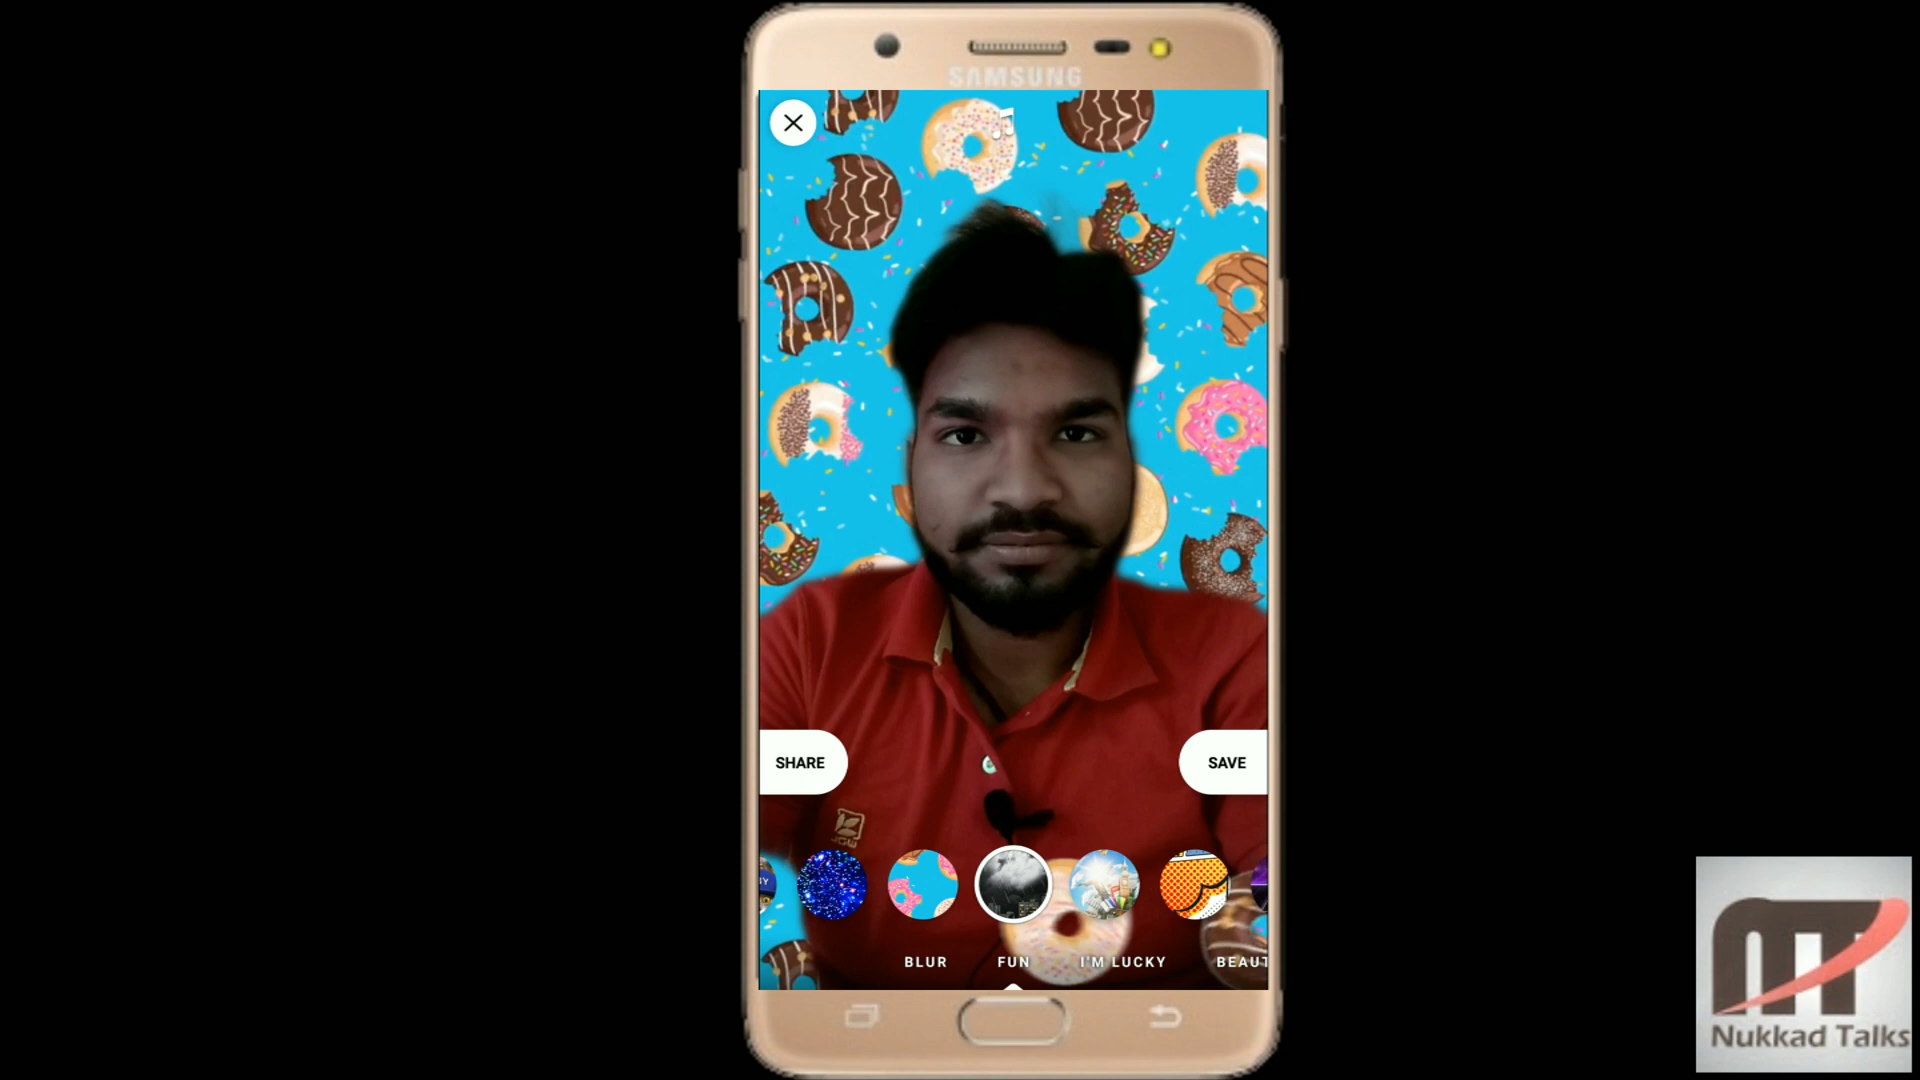 SAMSUNG
SHARE
SAVE
BLUR
FUN
I'M LUCKY
BEAUT
Nukkad Talks